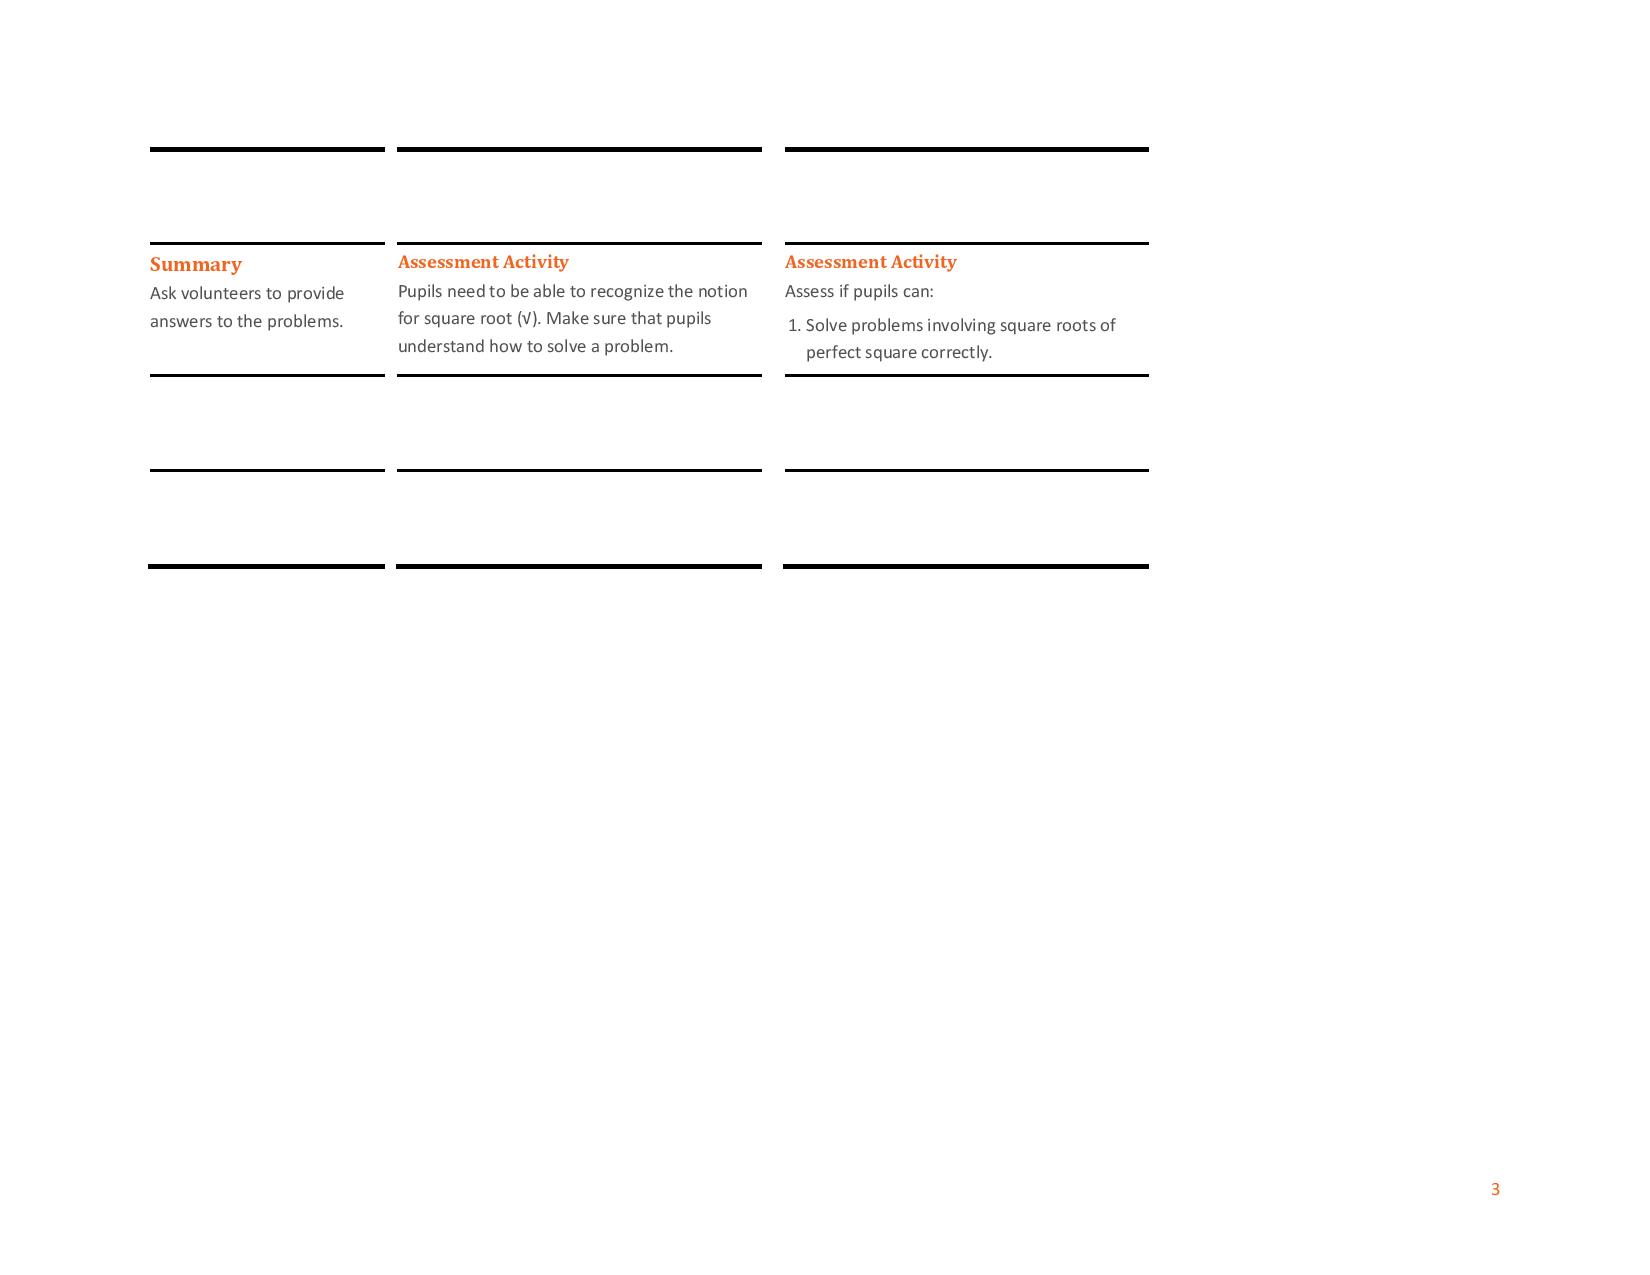 Summary
Ask volunteers to provide
answers to the problems.
Assessment Activity
Pupils need to be able to recognize the notion
for square root (√). Make sure that pupils
understand how to solve a problem.
Assessment Activity
Assess if pupils can:
1. Solve problems involving square roots of
perfect square correctly.
3